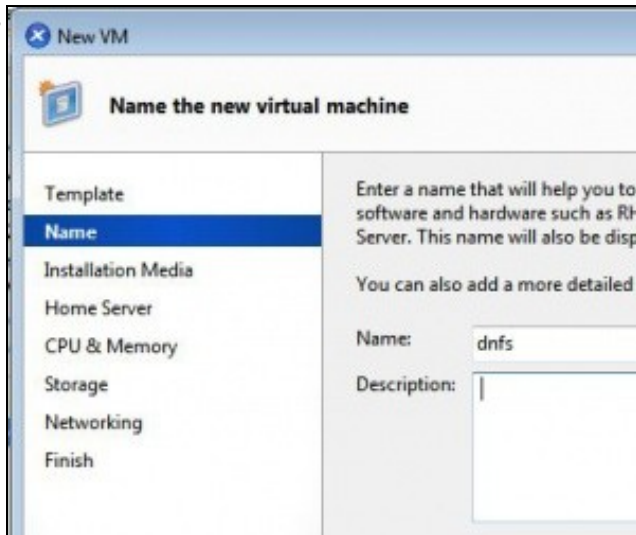 New VM
Name the new virtual machine
Template
Name
Installation Media
Home Server
CPU & Memory
Storage
Networking
Finish
Enter a name that will help you to
software and hardware such as RH
Server. This name will also be disp
You can also add a more detailed
Name: dnfs
Description: